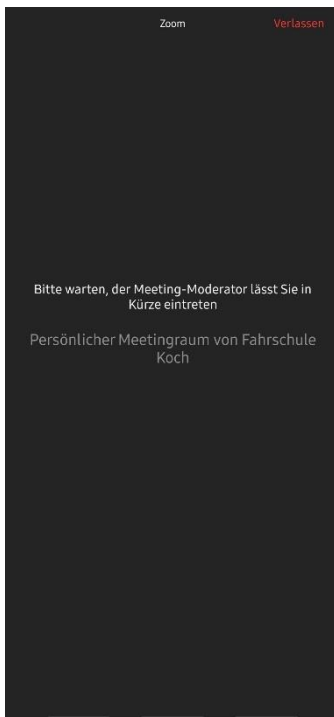 Zoom
Verlassen
Bitte warten, der Meeting-Moderator lässt Sie in
Kürze eintreten
Persönlicher Meetingraum von Fahrschule
Koch